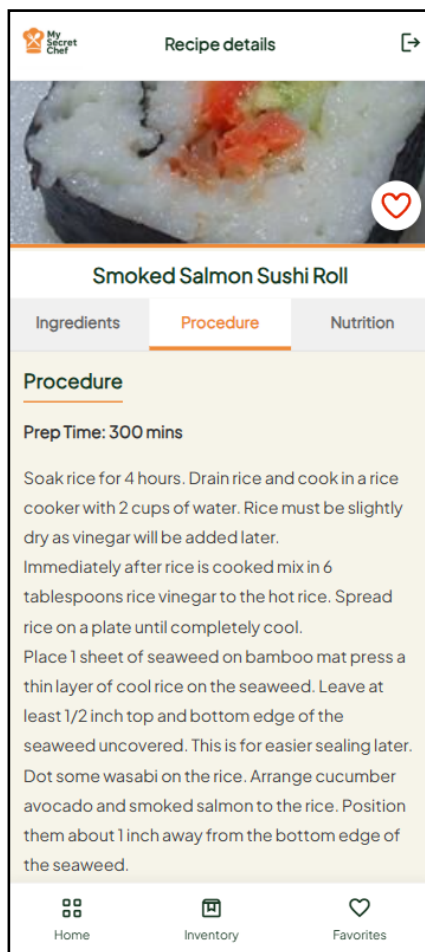 My
Secret
Chef
Recipe details
Smoked Salmon Sushi Roll
Ingredients
Procedure
Nutrition
Procedure
Prep Time: 300 mins
Soak rice for 4 hours. Drain rice and cook in a rice
cooker with 2 cups of water. Rice must be slightly
dry as vinegar will be added later.
Immediately after rice is cooked mix in 6
tablespoons rice vinegar to the hot rice. Spread
rice on a plate until completely cool.
Place 1 sheet of seaweed on bamboo mat press a
thin layer of cool rice on the seaweed. Leave at
least 1/2 inch top and bottom edge of the
seaweed uncovered. This is for easier sealing later.
Dot some wasabi on the rice. Arrange cucumber
avocado and smoked salmon to the rice. Position
them about 1 inch away from the bottom edge of
the seaweed.
Home
Inventory
Favorites